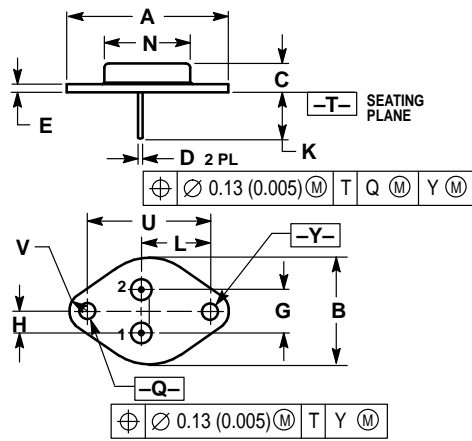 A
N
C
–T– SEATING PLANE
E
K
D 2 PL
⌖ ∅ 0.13 (0.005) Ⓜ T Q Ⓜ Y Ⓜ
U
L
–Y–
V
2
G
B
H
1
–Q–
⌖ ∅ 0.13 (0.005) Ⓜ T Y Ⓜ